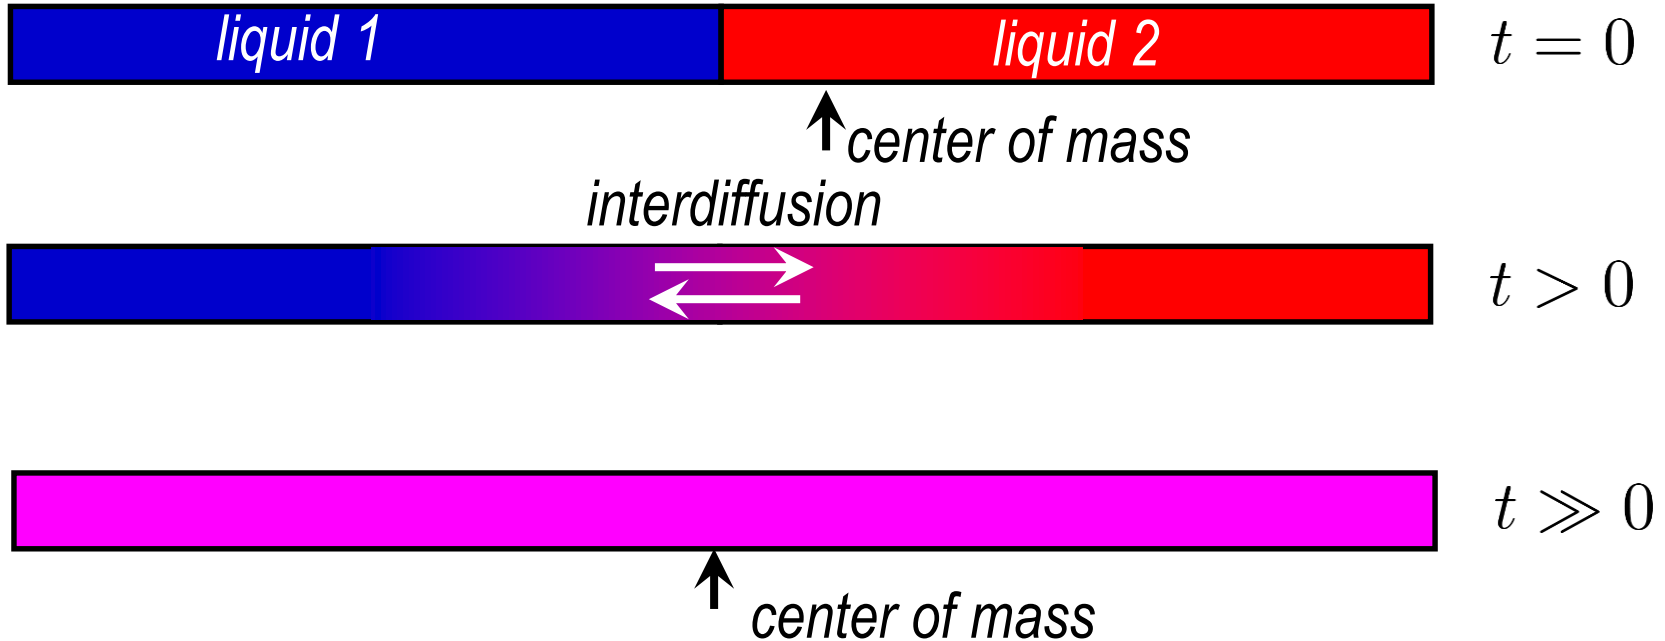 liquid 1 liquid 2 t = 0
center of mass
interdiffusion
t > 0
t ≫ 0
center of mass